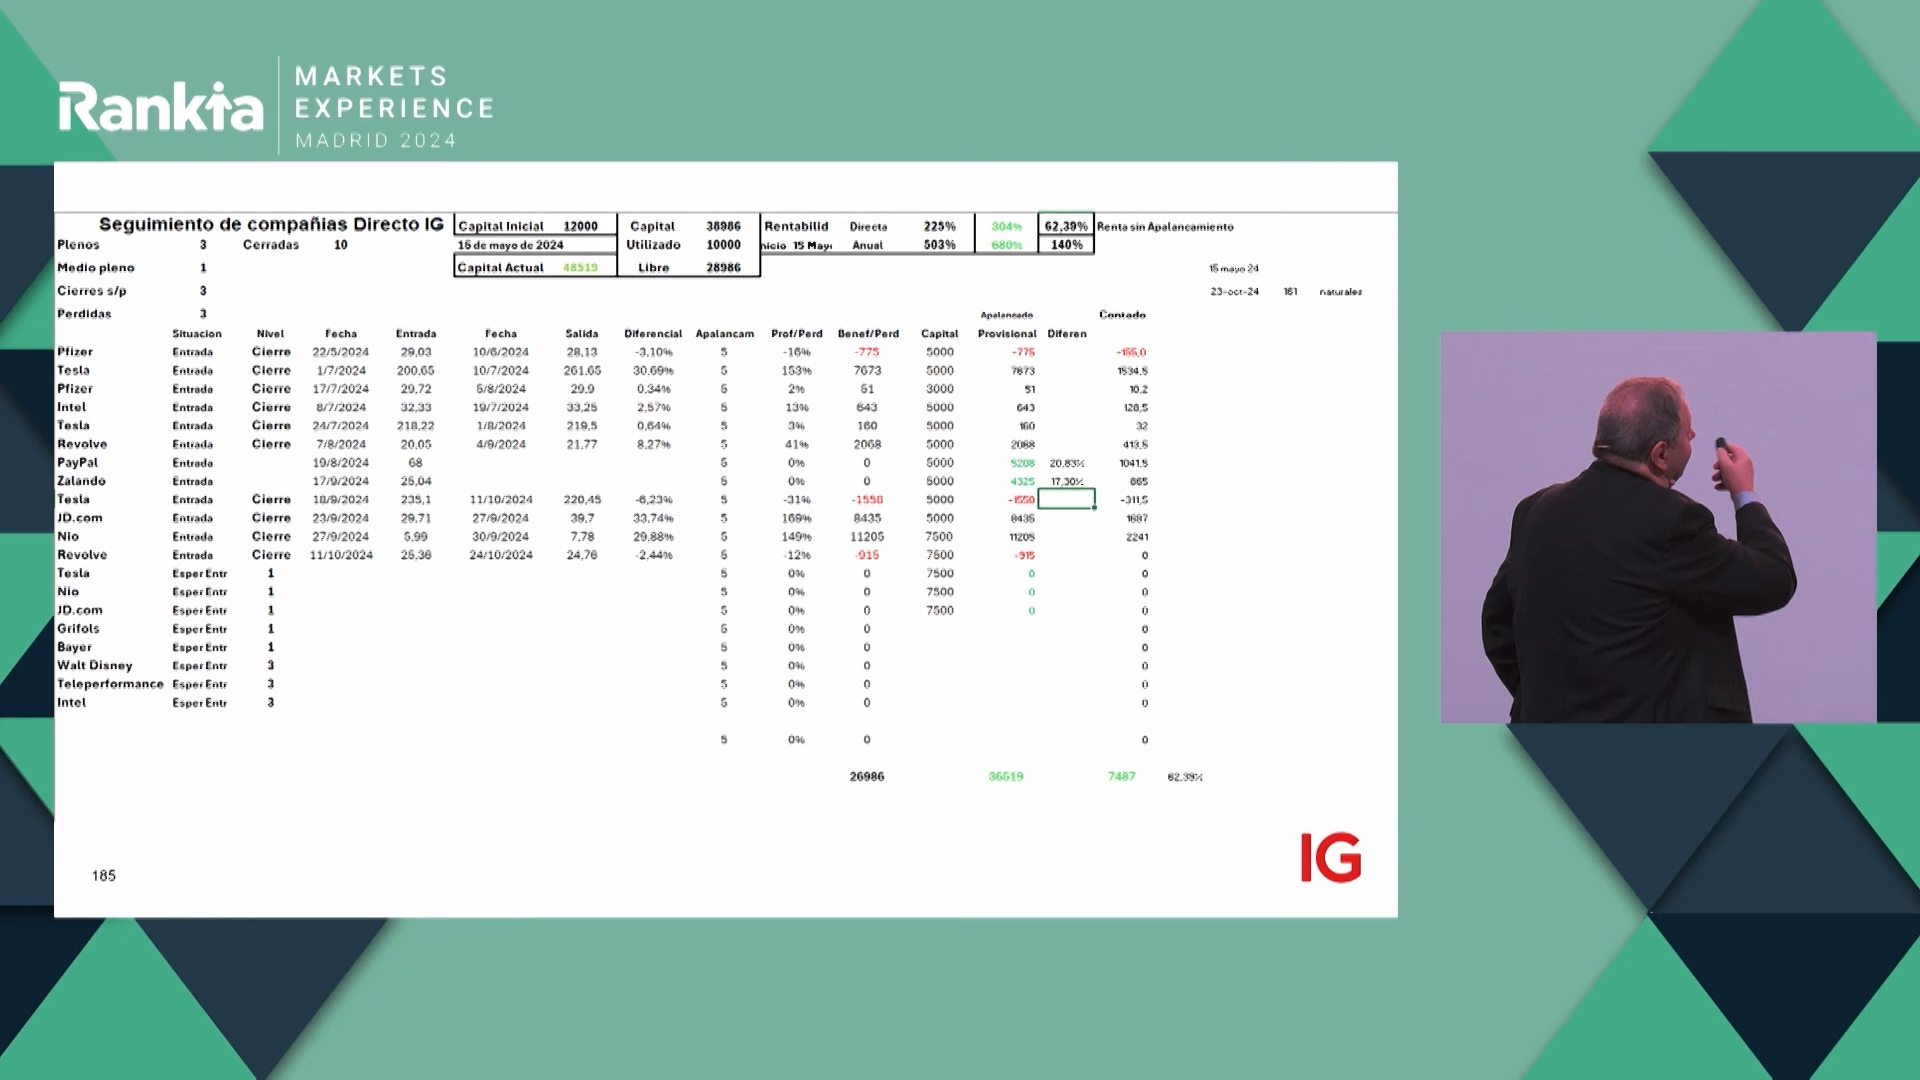 Rankia
MARKETS
EXPERIENCE
MADRID 2024
Seguimiento de compañias Directo IG Capital Inicial 12000 Capital 38986 Rentabilid Directa 225% 304% 62,39% Renta sin Apalancamiento
Plenos 3 Cerradas 10 15 de mayo de 2024 Utilizado 10000 15 May Anual 503% 680% 140%
Medio pleno 1 Capital Actual 48519 Libre 28986 15 mayo 24
Cierres s/p 3 23-oct-24 161 naturales
Perdidas 3 Apalancado Contado
Situacion Nivel Fecha Entrada Fecha Salida Diferencial Apalancam Prof/Perd Benef/Perd Capital Provisional Diferen
Pfizer Entrada Cierre 22/5/2024 29,03 10/6/2024 28,13 -3,10% 5 -16% -775 5000 -775 -155,0
Tesla Entrada Cierre 1/7/2024 200,65 10/7/2024 261,65 30,69% 5 153% 7673 5000 7673 1534,5
Pfizer Entrada Cierre 17/7/2024 29,72 5/8/2024 29,9 0,34% 5 2% 51 3000 51 10,2
Intel Entrada Cierre 8/7/2024 32,33 19/7/2024 33,25 2,57% 5 13% 643 5000 643 128,5
Tesla Entrada Cierre 24/7/2024 218,22 1/8/2024 219,5 0,64% 5 3% 160 5000 160 32
Revolve Entrada Cierre 7/8/2024 20,05 4/9/2024 21,77 8,27% 5 41% 2068 5000 2068 413,5
PayPal Entrada 19/8/2024 68 5 0% 0 5000 5208 20,83% 1041,5
Zalando Entrada 17/9/2024 25,04 5 0% 0 5000 4325 17,30% 865
Tesla Entrada Cierre 18/9/2024 235,1 11/10/2024 220,45 -6,23% 5 -31% -1558 5000 -1550 -311,5
JD.com Entrada Cierre 23/9/2024 29,71 27/9/2024 39,7 33,74% 5 169% 8435 5000 8435 1687
Nio Entrada Cierre 27/9/2024 5,99 30/9/2024 7,78 29,88% 5 149% 11205 7500 11205 2241
Revolve Entrada Cierre 11/10/2024 25,36 24/10/2024 24,76 -2,44% 5 -12% -915 7500 -915 0
Tesla Esper Entr 1 5 0% 0 7500 0 0
Nio Esper Entr 1 5 0% 0 7500 0 0
JD.com Esper Entr 1 5 0% 0 7500 0 0
Grifols Esper Entr 1 5 0% 0 0
Bayer Esper Entr 1 5 0% 0 0
Walt Disney Esper Entr 3 5 0% 0 0
Teleperformance Esper Entr 3 5 0% 0 0
Intel Esper Entr 3 5 0% 0 0
5 0% 0 0
26986 36519 7487 62,39%
185
IG